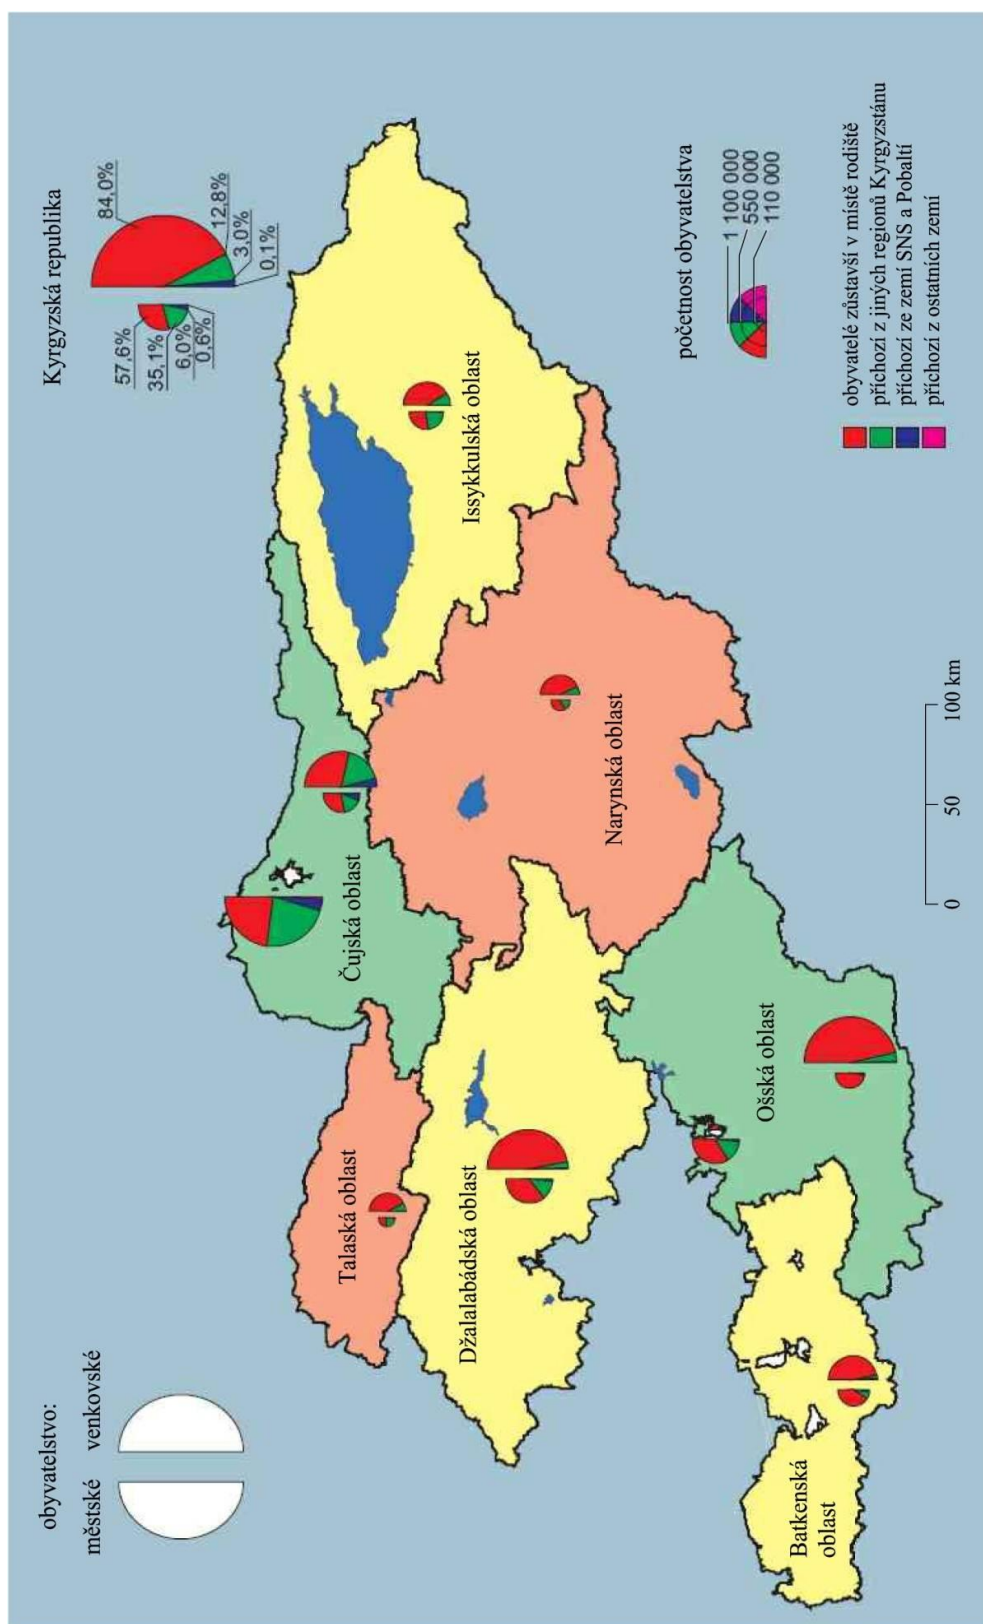 obyvatelstvo:
městské venkovské
Kyrgyzská republika
57,6%
35,1%
6,0%
0,6%
84,0%
12,8%
3,0%
0,1%
Talaská oblast
Čujská oblast
Issykkulská oblast
Džalalabádská oblast
Narynská oblast
Ošská oblast
Batkenská
oblast
početnost obyvatelstva
1 100 000
550 000
110 000
0 50 100 km
obyvatelé zůstavší v místě rodiště
příchozí z jiných regionů Kyrgyzstánu
příchozí ze zemí SNS a Pobaltí
příchozí z ostatních zemí